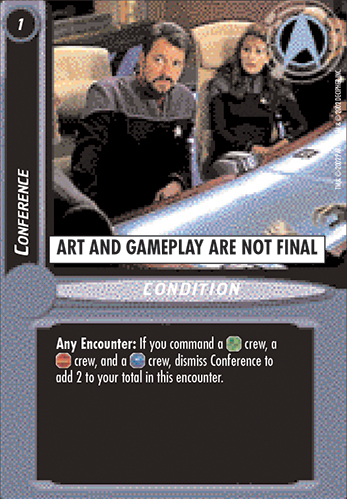 1
CONFERENCE
ART AND GAMEPLAY ARE NOT FINAL
CONDITION
Any Encounter: If you command a crew, a
crew, and a crew, dismiss Conference to
add 2 to your total in this encounter.